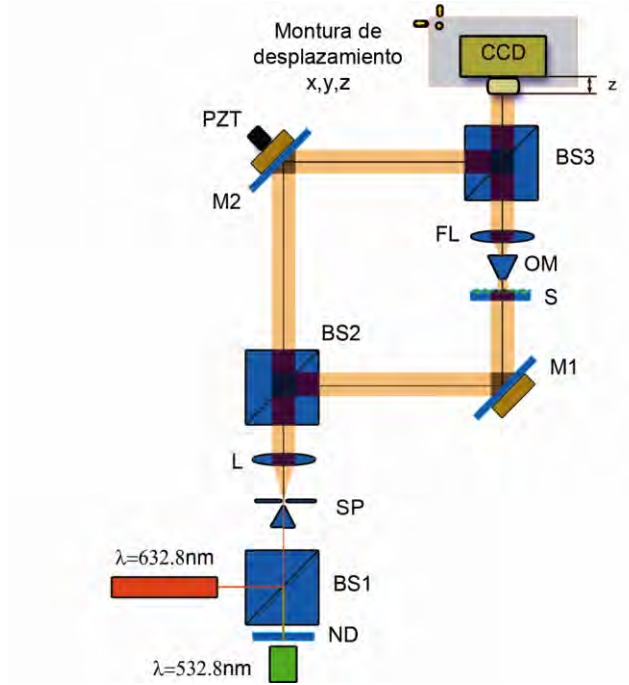 Montura de
desplazamiento
x,y,z
CCD
z
PZT
BS3
M2
FL
OM
S
BS2
M1
L
SP
λ=632.8nm
BS1
ND
λ=532.8nm